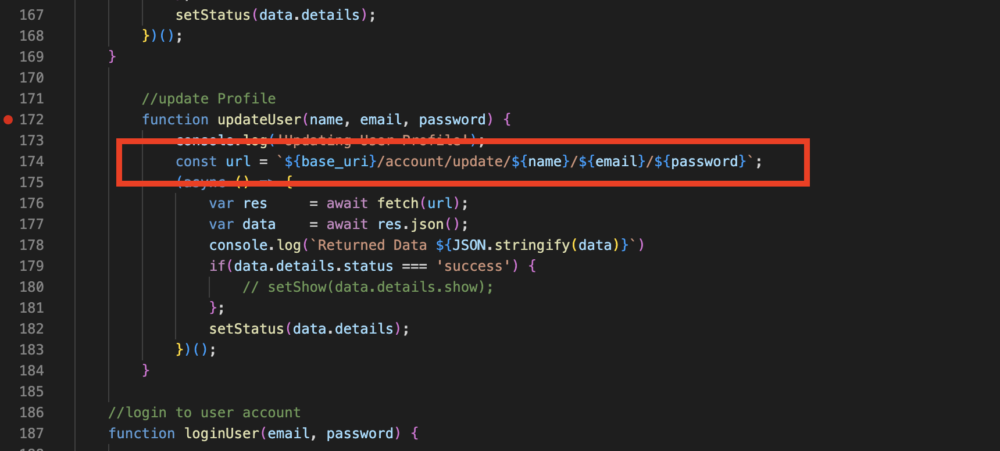 167 setStatus(data.details);
168 })();
169 }
170
171 //update Profile
172 function updateUser(name, email, password) {
173 console.log('Updating User Profile');
174 const url = `${base_uri}/account/update/${name}/${email}/${password}`;
175 (async () => {
176 var res     = await fetch(url);
177 var data    = await res.json();
178 console.log(`Returned Data ${JSON.stringify(data)}`)
179 if(data.details.status === 'success') {
180 // setShow(data.details.show);
181 };
182 setStatus(data.details);
183 })();
184 }
185
186 //login to user account
187 function loginUser(email, password) {